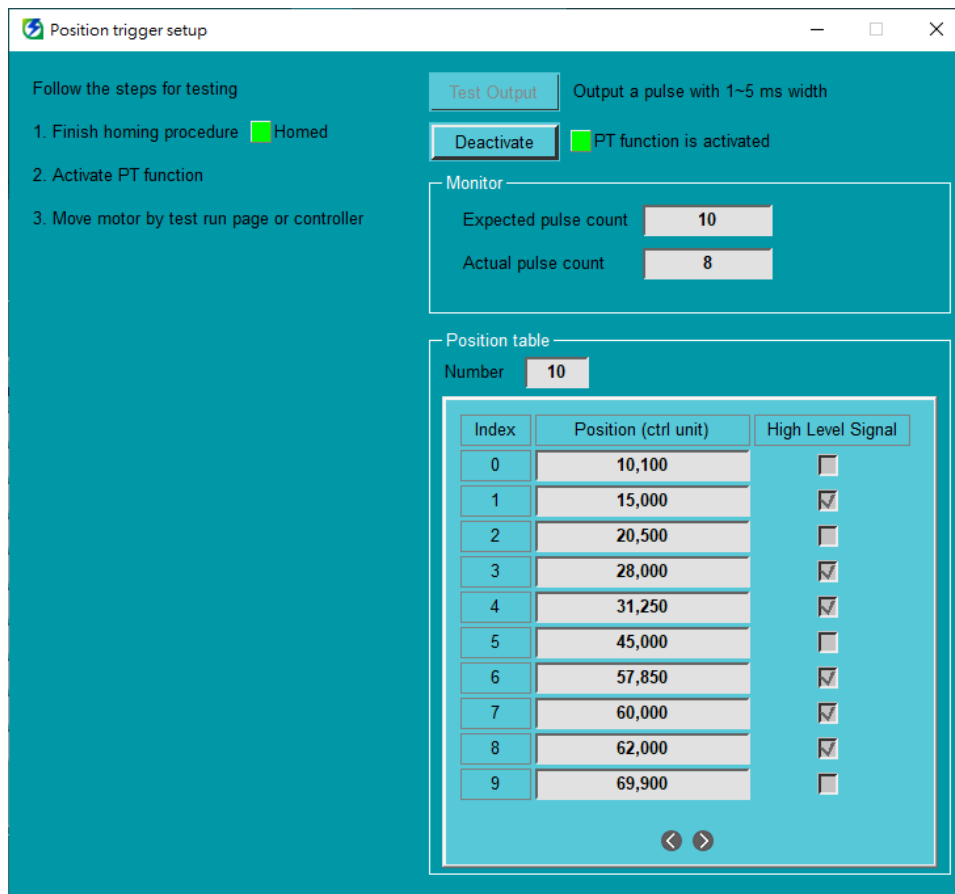 Position trigger setup
Follow the steps for testing
1. Finish homing procedure Homed
2. Activate PT function
3. Move motor by test run page or controller
Test Output Output a pulse with 1~5 ms width
Deactivate PT function is activated
Monitor
Expected pulse count 10
Actual pulse count 8
Position table
Number 10
Index Position (ctrl unit) High Level Signal
0 10,100
1 15,000
2 20,500
3 28,000
4 31,250
5 45,000
6 57,850
7 60,000
8 62,000
9 69,900